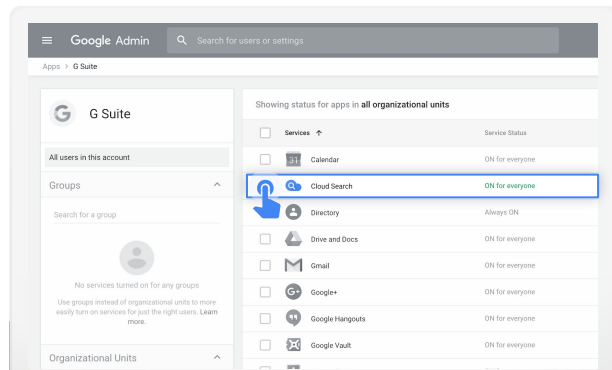 Google Admin
Search for users or settings
Apps > G Suite
G Suite
All users in this account
Groups
Search for a group
No services turned on for any groups
Use groups instead of organizational units to more
easily turn on services for just the right users. Learn
more.
Organizational Units
Showing status for apps in all organizational units
Services ↑ Service Status
31 Calendar ON for everyone
Cloud Search ON for everyone
Directory Always ON
Drive and Docs ON for everyone
Gmail ON for everyone
G+ Google+ ON for everyone
Google Hangouts ON for everyone
Google Vault ON for everyone